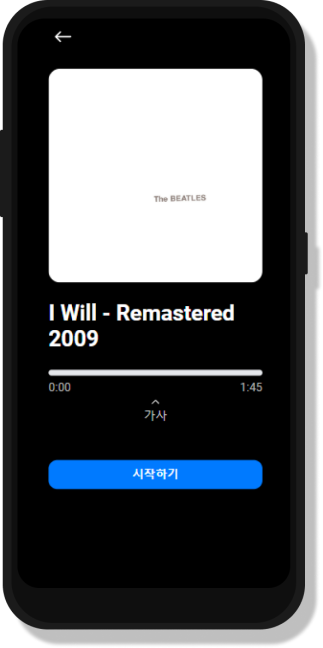 The BEATLES
I Will - Remastered
2009
0:00 1:45
가사
시작하기